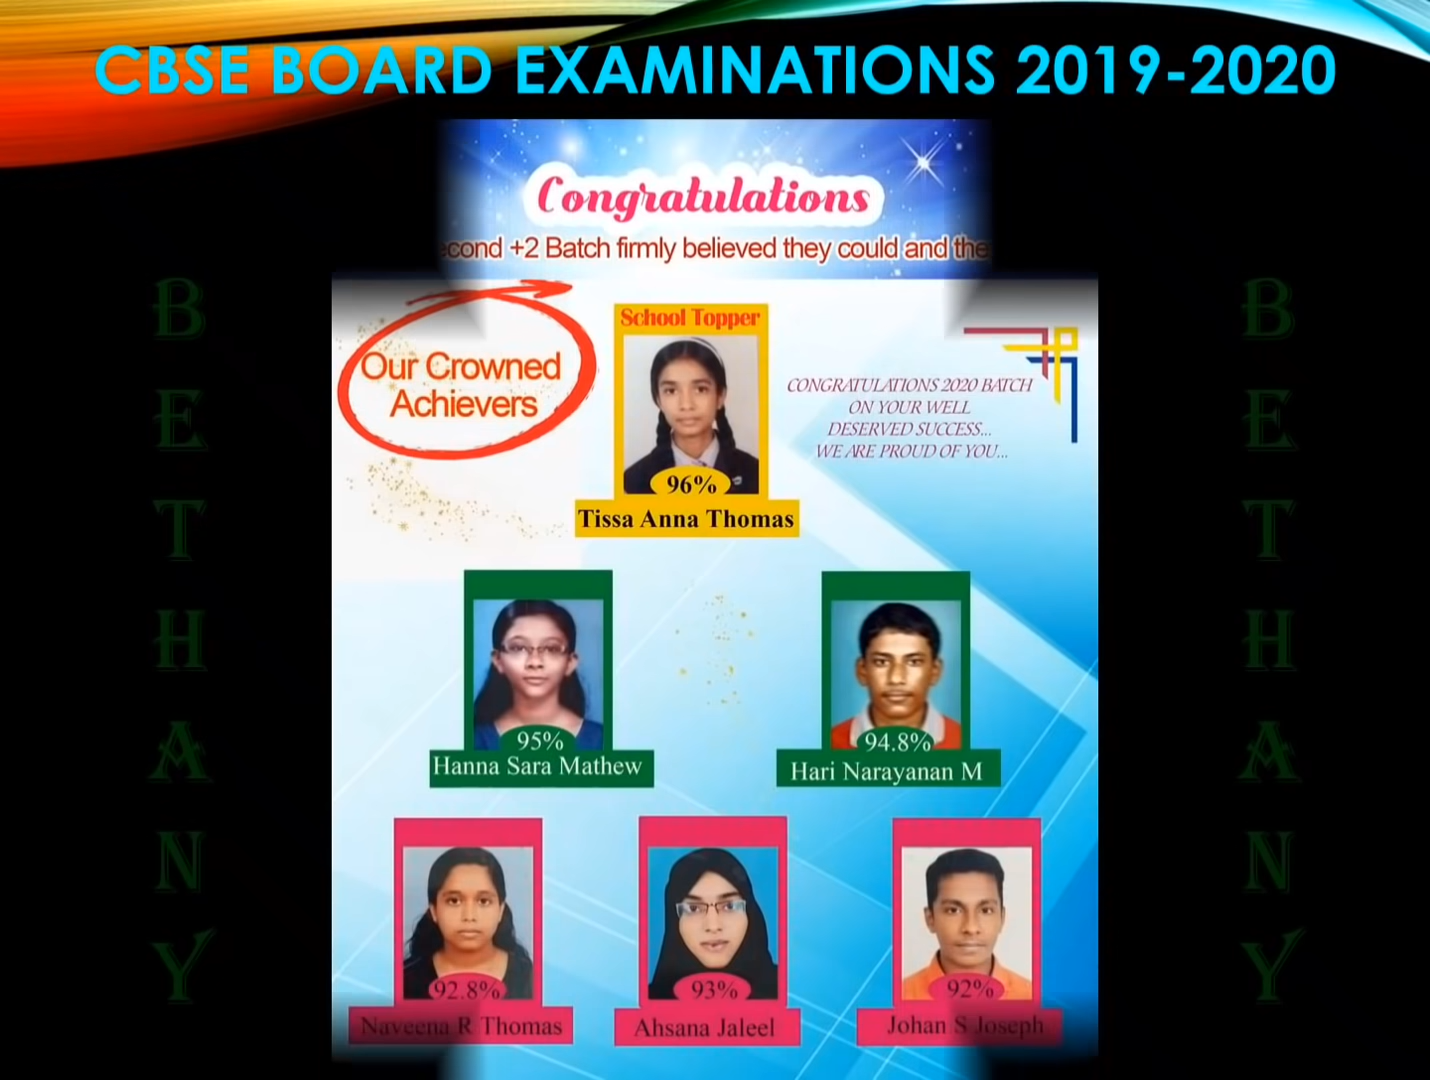 CBSE BOARD EXAMINATIONS 2019-2020
Congratulations
econd +2 Batch firmly believed they could and the
Our Crowned
Achievers
School Topper
96%
Tissa Anna Thomas
CONGRATULATIONS 2020 BATCH
ON YOUR WELL
DESERVED SUCCESS...
WE ARE PROUD OF YOU...
95%
Hanna Sara Mathew
94.8%
Hari Narayanan M
92.8%
Naveena R Thomas
93%
Ahsana Jaleel
92%
Johan S Joseph
B
E
T
H
A
N
Y
B
E
T
H
A
N
Y